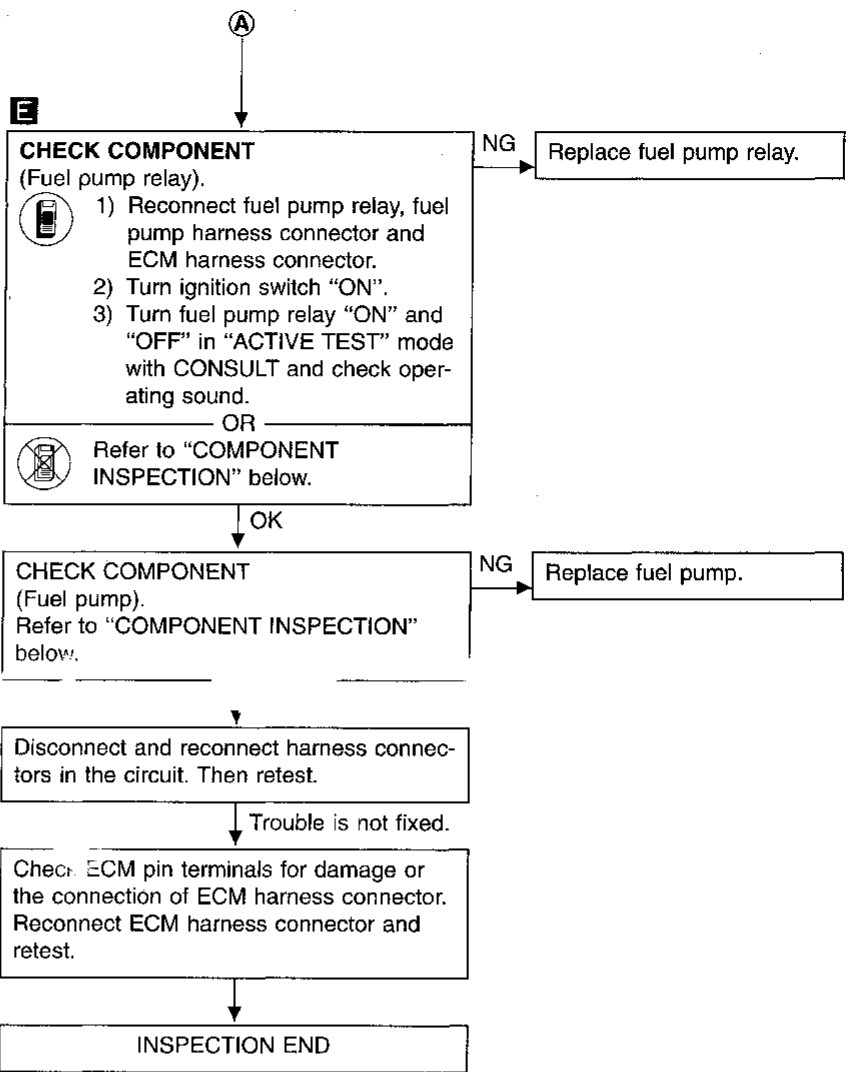 A
E
CHECK COMPONENT
(Fuel pump relay).
1) Reconnect fuel pump relay, fuel
pump harness connector and
ECM harness connector.
2) Turn ignition switch “ON”.
3) Turn fuel pump relay “ON” and
“OFF” in “ACTIVE TEST” mode
with CONSULT and check oper-
ating sound.
OR
Refer to “COMPONENT
INSPECTION” below.
NG
Replace fuel pump relay.
OK
CHECK COMPONENT
(Fuel pump).
Refer to “COMPONENT INSPECTION”
below.
NG
Replace fuel pump.
Disconnect and reconnect harness connec-
tors in the circuit. Then retest.
Trouble is not fixed.
Check ECM pin terminals for damage or
the connection of ECM harness connector.
Reconnect ECM harness connector and
retest.
INSPECTION END